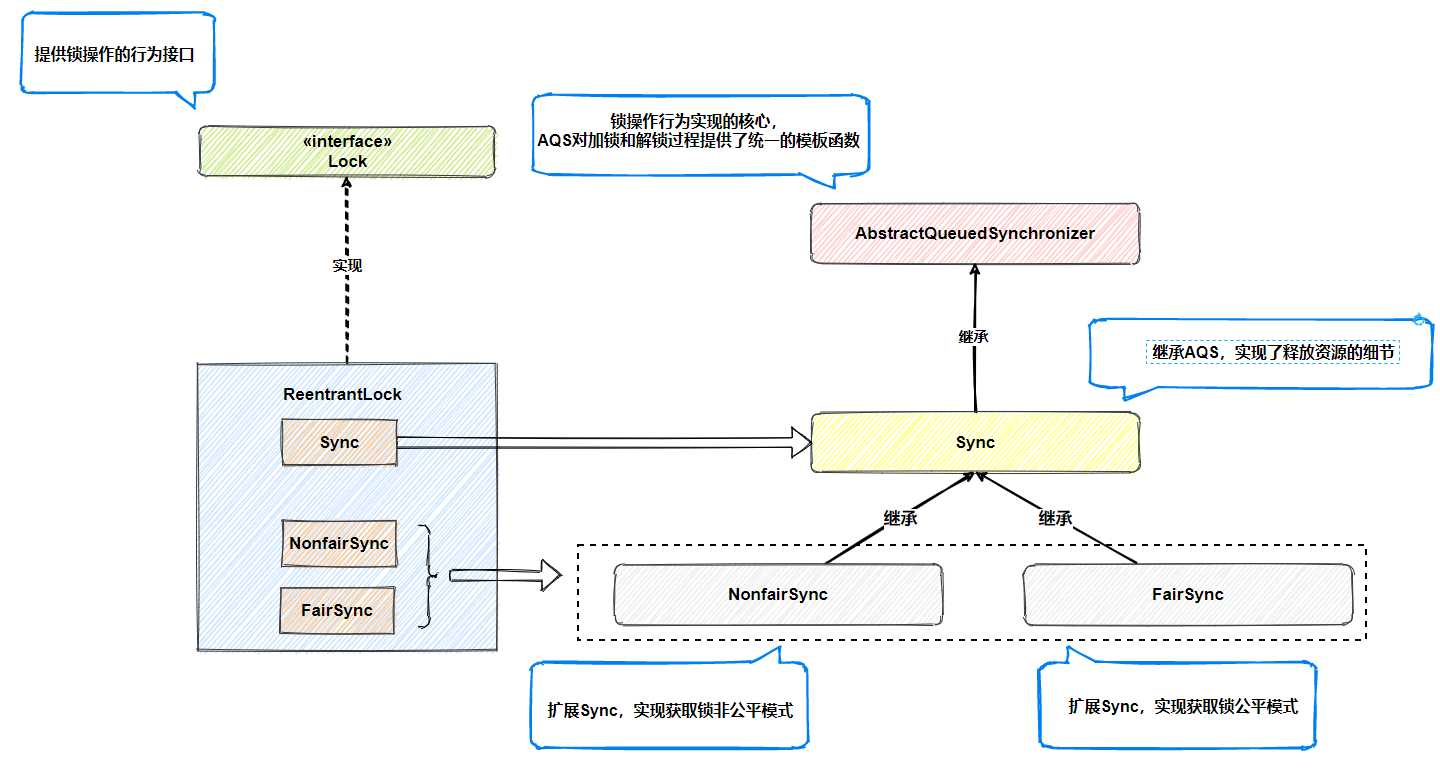 提供锁操作的行为接口
«interface»
Lock
锁操作行为实现的核心，
AQS对加锁和解锁过程提供了统一的模板函数
AbstractQueuedSynchronizer
实现
继承
继承AQS，实现了释放资源的细节
ReentrantLock
Sync
Sync
NonfairSync
FairSync
继承
继承
NonfairSync
FairSync
扩展Sync，实现获取锁非公平模式
扩展Sync，实现获取锁公平模式